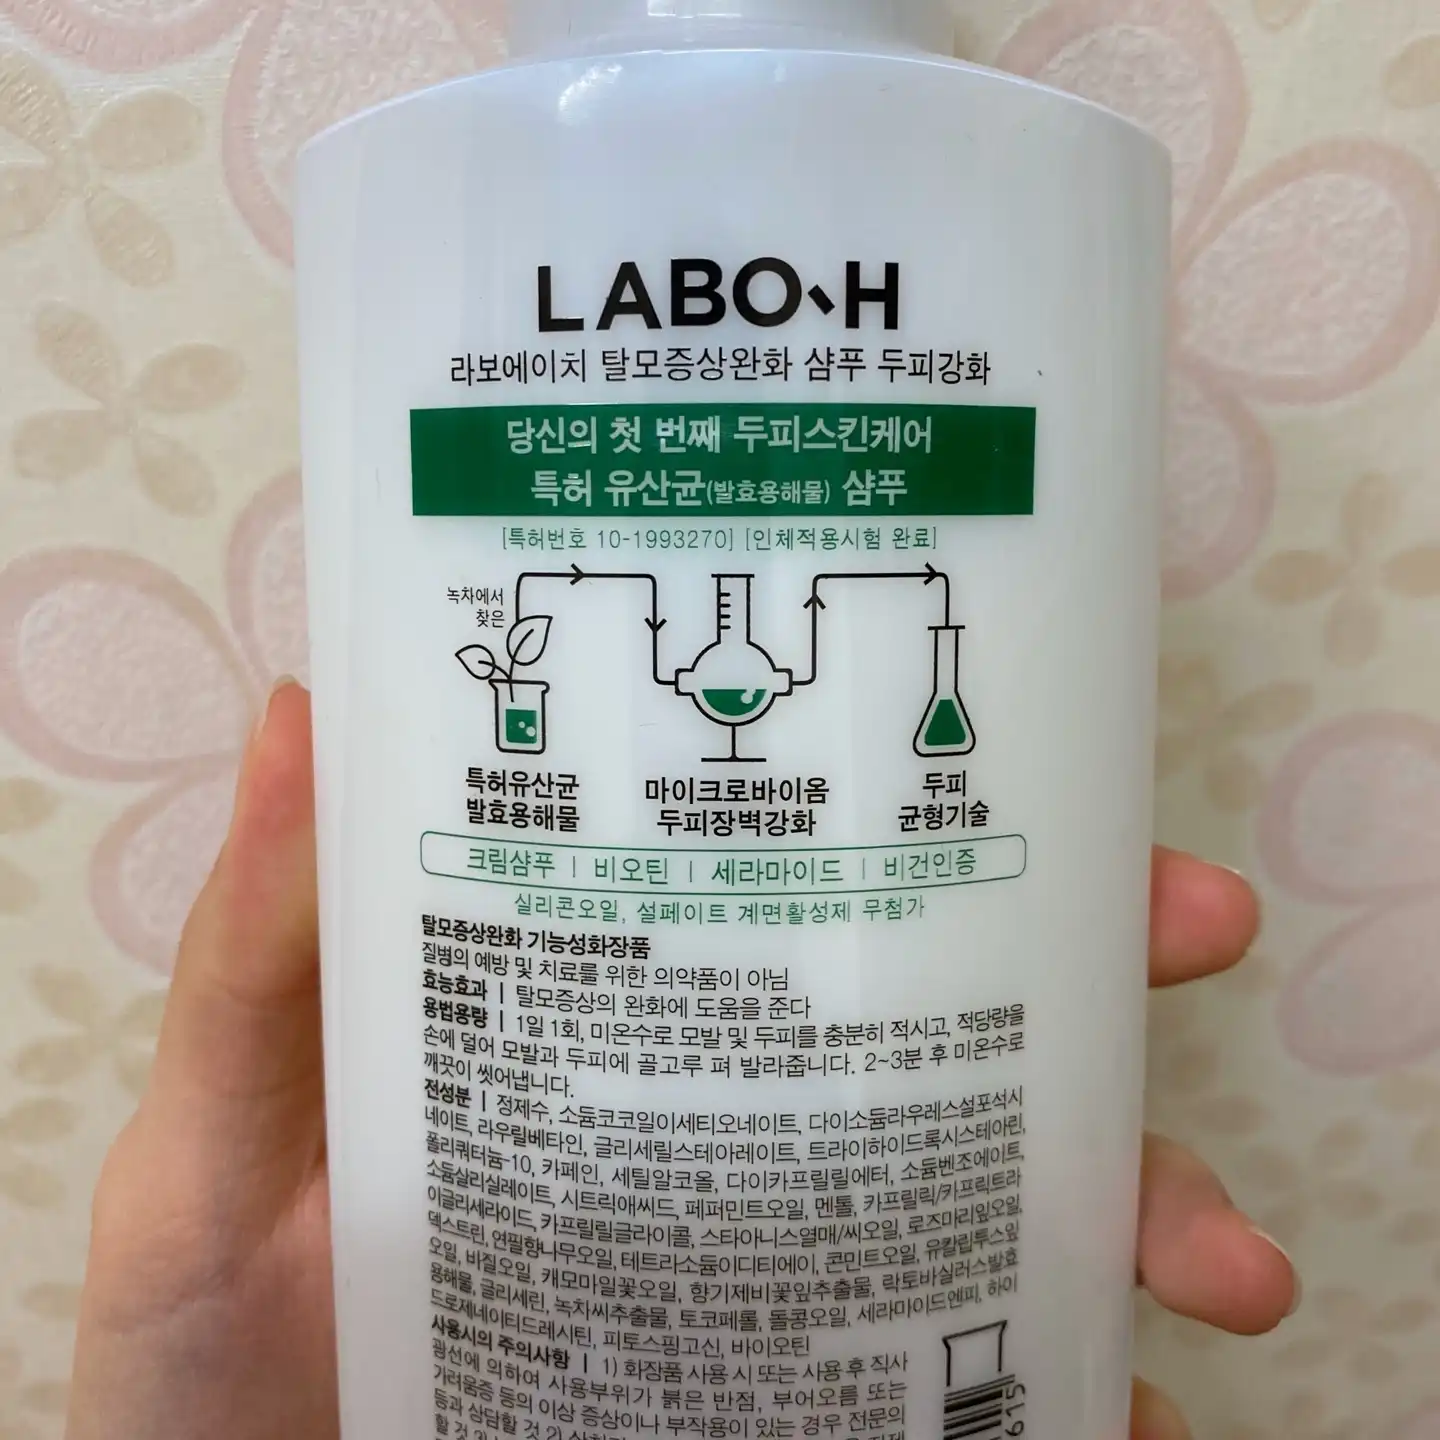 LABO-H
라보에이치 탈모증상완화 샴푸 두피강화
당신의 첫 번째 두피스킨케어
특허 유산균(발효용해물) 샴푸
[특허번호 10-1993270] [인체적용시험 완료]
녹차에서
찾은
특허유산균
발효용해물
마이크로바이옴
두피장벽강화
두피
균형기술
크림샴푸 | 비오틴 | 세라마이드 | 비건인증
실리콘오일, 설페이트 계면활성제 무첨가
탈모증상완화 기능성화장품
질병의 예방 및 치료를 위한 의약품이 아님
효능효과 | 탈모증상의 완화에 도움을 준다
용법용량 | 1일 1회, 미온수로 모발 및 두피를 충분히 적시고, 적당량을
손에 덜어 모발과 두피에 골고루 펴 발라줍니다. 2~3분 후 미온수로
깨끗이 씻어냅니다.
전성분 | 정제수, 소듐코코일이세티오네이트, 다이소듐라우레스설포석시
네이트, 라우릴베타인, 글리세릴스테아레이트, 트라이하이드록시스테아린,
폴리쿼터늄-10, 카페인, 세틸알코올, 다이카프릴릴에터, 소듐벤조에이트,
소듐살리실레이트, 시트릭애씨드, 페퍼민트오일, 멘톨, 카프릴릭/카프릭트라
이글리세라이드, 카프릴릴글라이콜, 스타아니스열매/씨오일, 로즈마리잎오일,
덱스트린, 연필향나무오일, 테트라소듐이디티에이, 콘민트오일, 유칼립투스잎
오일, 바질오일, 캐모마일꽃오일, 향기제비꽃잎추출물, 락토바실러스발효
용해물, 글리세린, 녹차씨추출물, 토코페롤, 돌콩오일, 세라마이드엔피, 하이
드로제네이티드레시틴, 피토스핑고신, 바이오틴
사용시의 주의사항 | 1) 화장품 사용 시 또는 사용 후 직사
광선에 의하여 사용부위가 붉은 반점, 부어오름 또는
가려움증 등의 이상 증상이나 부작용이 있는 경우 전문의
등과 상담할 것 2)
할 것 3)
615